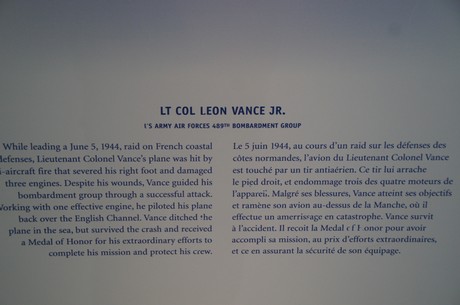 LT COL LEON VANCE JR.
U'S ARMY AIR FORCES 489TH BOMBARDMENT GROUP
While leading a June 5, 1944, raid on French coastal
defenses, Lieutenant Colonel Vance's plane was hit by
i-aircraft fire that severed his right foot and damaged
three engines. Despite his wounds, Vance guided his
bombardment group through a successful attack.
Working with one effective engine, he piloted his plane
back over the English Channel. Vance ditched the
plane in the sea, but survived the crash and received
a Medal of Honor for his extraordinary efforts to
complete his mission and protect his crew.
Le 5 juin 1944, au cours d'un raid sur les défenses des
côtes normandes, l'avion du Lieutenant Colonel Vance
est touché par un tir antiaérien. Ce tir lui arrache
le pied droit, et endommage trois des quatre moteurs de
l'appareil. Malgré ses blessures, Vance atteint ses objectifs
et ramène son avion au-dessus de la Manche, où il
effectue un amerrisage en catastrophe. Vance survit
à l'accident. Il recoit la Medal of Honor pour avoir
accompli sa mission, au prix d'efforts extraordinaires,
et ce en assurant la sécurité de son équipage.